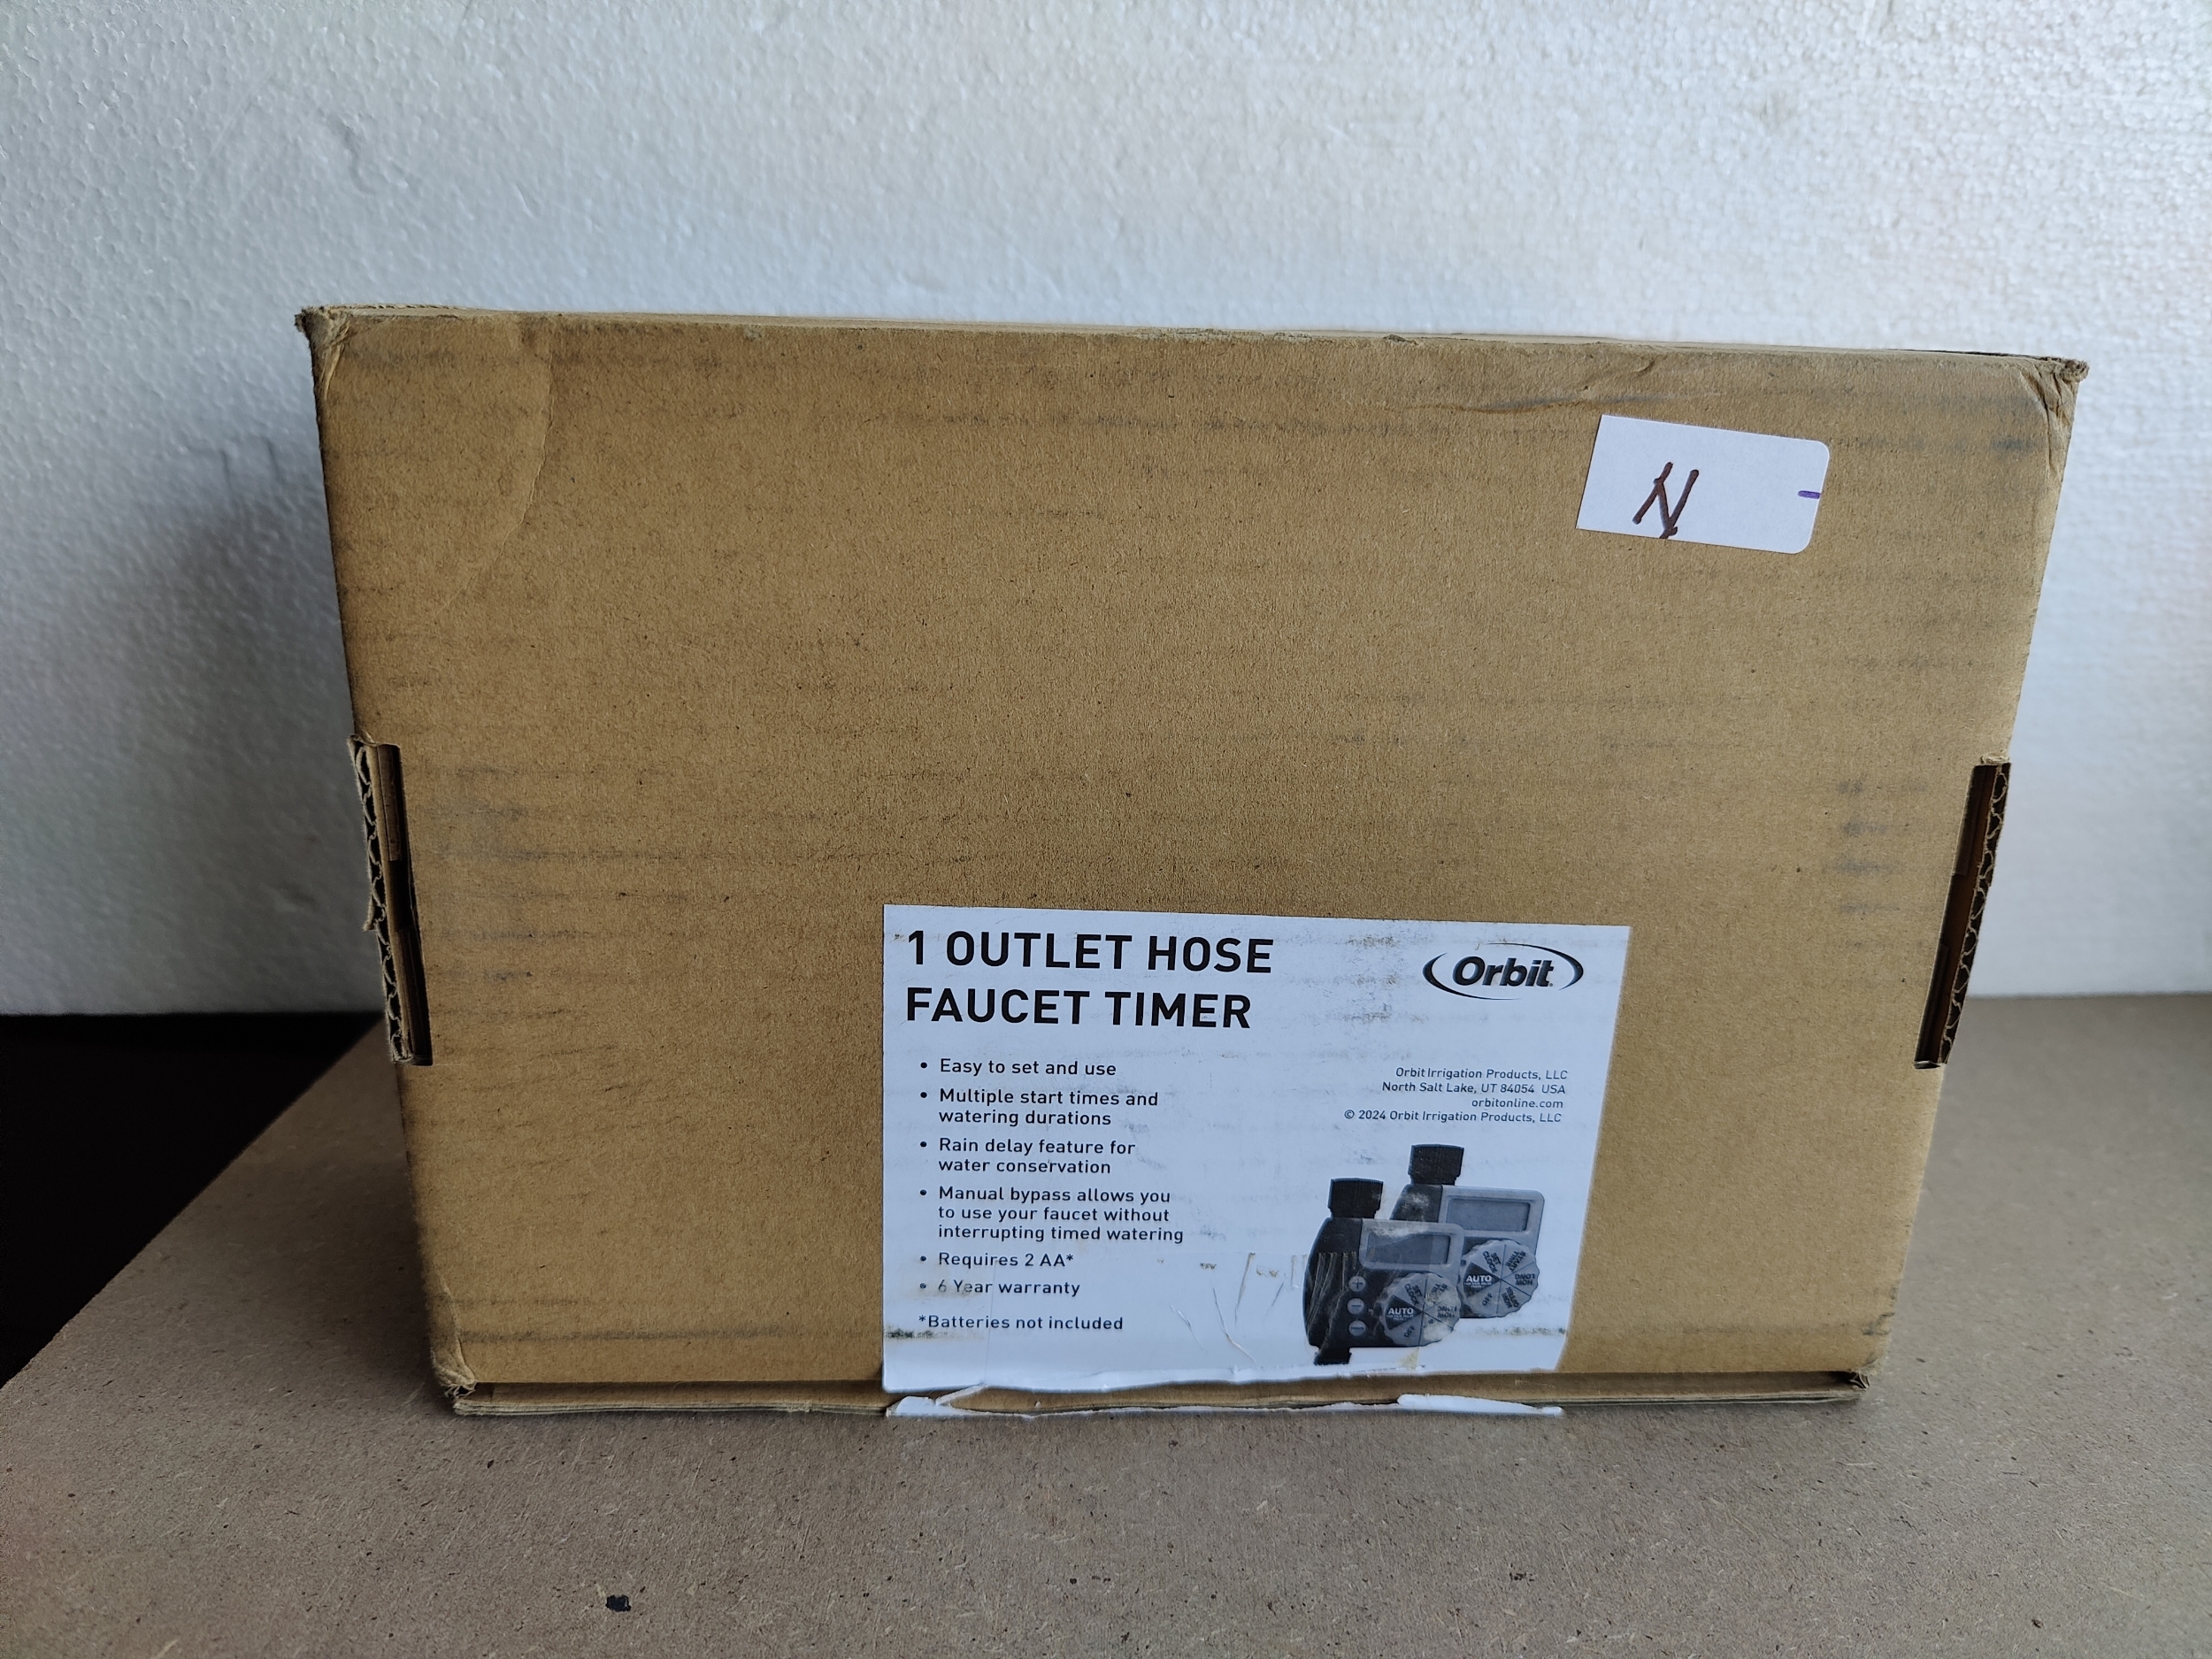 N
1 OUTLET HOSE
FAUCET TIMER
Orbit
• Easy to set and use
• Multiple start times and
watering durations
• Rain delay feature for
water conservation
• Manual bypass allows you
to use your faucet without
interrupting timed watering
• Requires 2 AA*
• 6 Year warranty
*Batteries not included
Orbit Irrigation Products, LLC
North Salt Lake, UT 84054 USA
orbitonline.com
© 2024 Orbit Irrigation Products, LLC
AUTO
OFF
AUTO
OFF